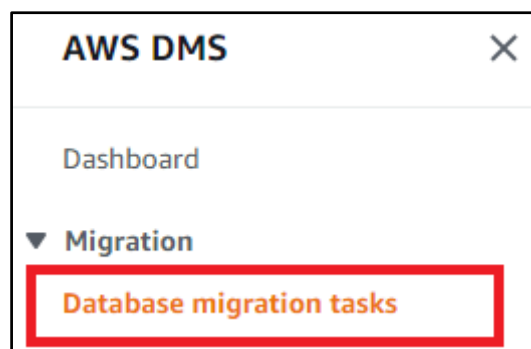 AWS DMS
Dashboard
Migration
Database migration tasks